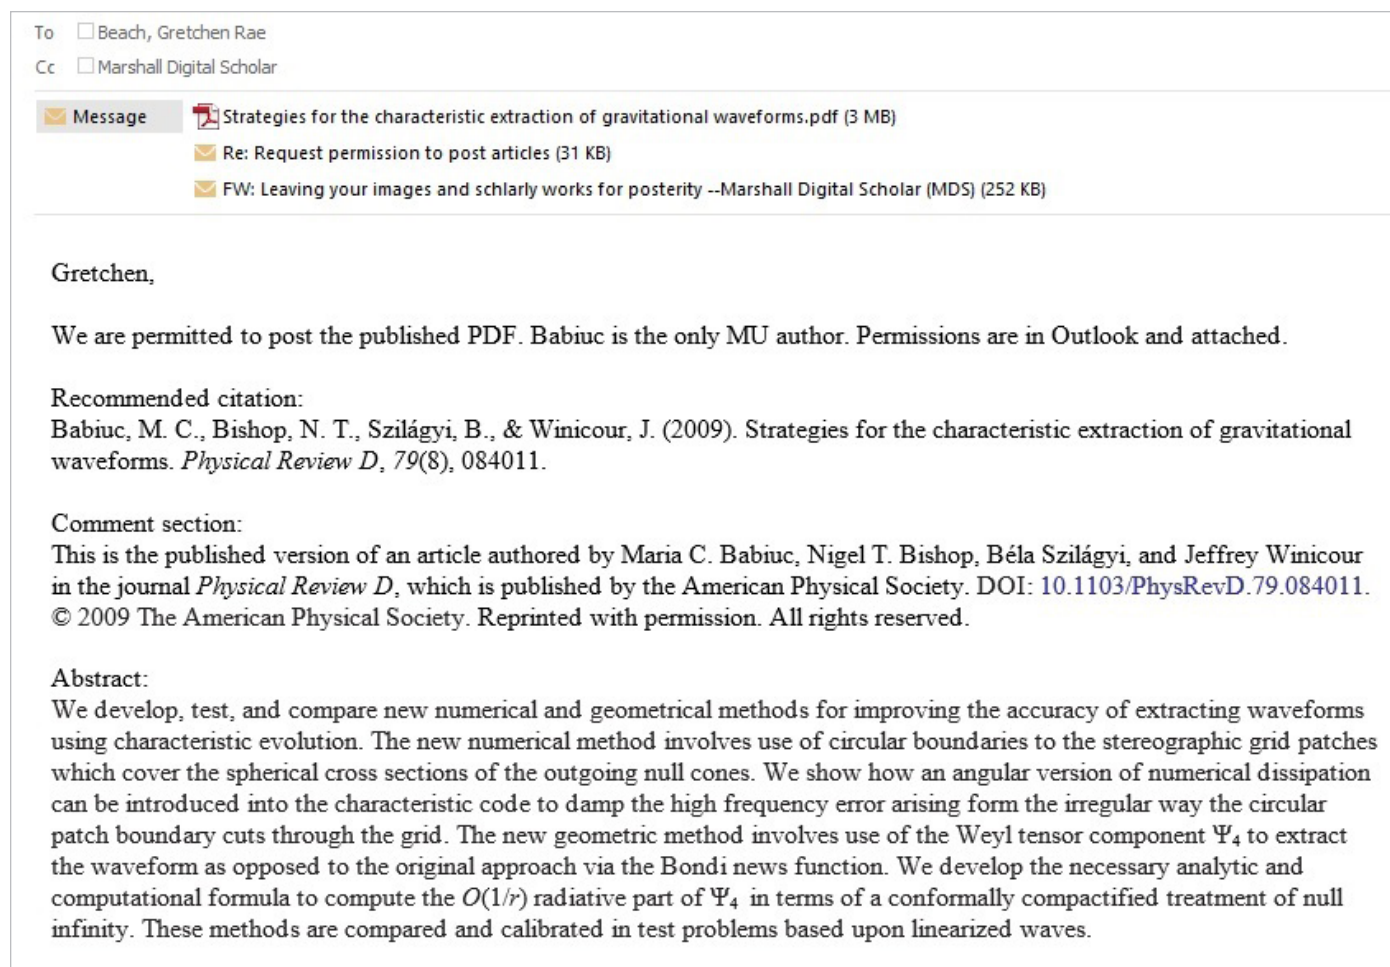 To Beach, Gretchen Rae
Cc Marshall Digital Scholar
Message Strategies for the characteristic extraction of gravitational waveforms.pdf (3 MB)
Re: Request permission to post articles (31 KB)
FW: Leaving your images and schlarly works for posterity --Marshall Digital Scholar (MDS) (252 KB)
Gretchen,
We are permitted to post the published PDF. Babiuc is the only MU author. Permissions are in Outlook and attached.
Recommended citation:
Babiuc, M. C., Bishop, N. T., Szilágyi, B., & Winicour, J. (2009). Strategies for the characteristic extraction of gravitational
waveforms. Physical Review D, 79(8), 084011.
Comment section:
This is the published version of an article authored by Maria C. Babiuc, Nigel T. Bishop, Béla Szilágyi, and Jeffrey Winicour
in the journal Physical Review D, which is published by the American Physical Society. DOI: 10.1103/PhysRevD.79.084011.
© 2009 The American Physical Society. Reprinted with permission. All rights reserved.
Abstract:
We develop, test, and compare new numerical and geometrical methods for improving the accuracy of extracting waveforms
using characteristic evolution. The new numerical method involves use of circular boundaries to the stereographic grid patches
which cover the spherical cross sections of the outgoing null cones. We show how an angular version of numerical dissipation
can be introduced into the characteristic code to damp the high frequency error arising form the irregular way the circular
patch boundary cuts through the grid. The new geometric method involves use of the Weyl tensor component Ψ₄ to extract
the waveform as opposed to the original approach via the Bondi news function. We develop the necessary analytic and
computational formula to compute the O(1/r) radiative part of Ψ₄ in terms of a conformally compactified treatment of null
infinity. These methods are compared and calibrated in test problems based upon linearized waves.